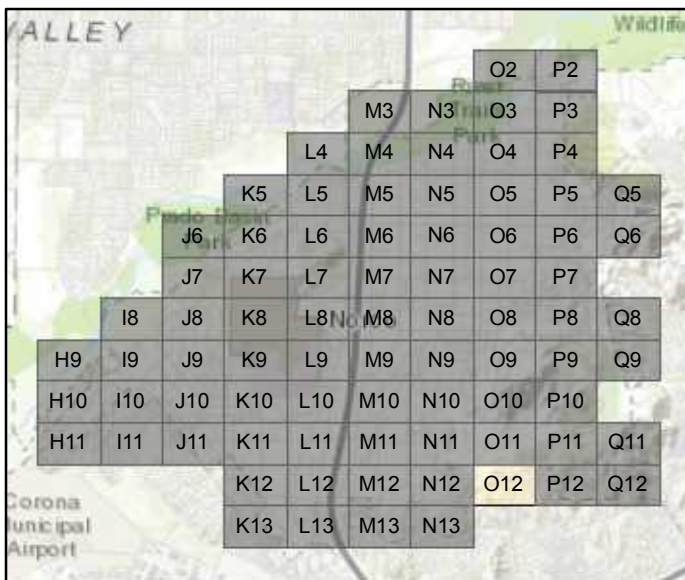 VALLEY
Wildlife
O2 P2
River Trails Park
M3 N3 O3 P3
L4 M4 N4 O4 P4
K5 L5 M5 N5 O5 P5 Q5
Prado Basin Park
J6 K6 L6 M6 N6 O6 P6 Q6
J7 K7 L7 M7 N7 O7 P7
I8 J8 K8 L8 M8 N8 O8 P8 Q8
Norco
H9 I9 J9 K9 L9 M9 N9 O9 P9 Q9
H10 I10 J10 K10 L10 M10 N10 O10 P10
H11 I11 J11 K11 L11 M11 N11 O11 P11 Q11
K12 L12 M12 N12 O12 P12 Q12
Corona
Municipal
Airport
K13 L13 M13 N13